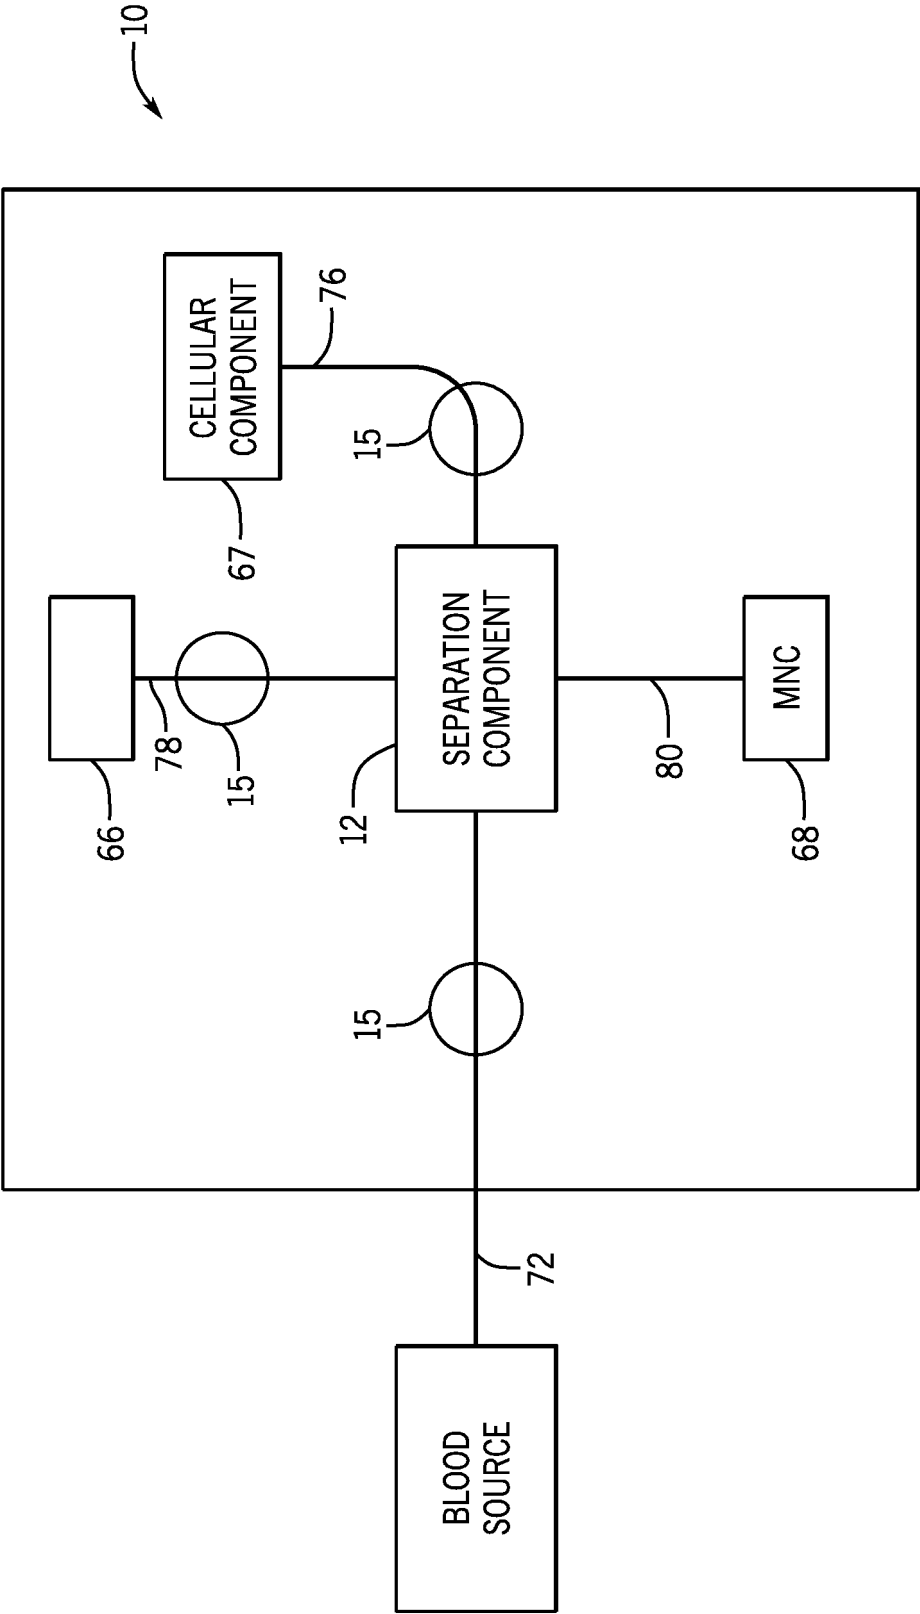 10
CELLULAR
COMPONENT
76
15
67
66
78
15
12
SEPARATION
COMPONENT
80
MNC
68
15
72
BLOOD
SOURCE